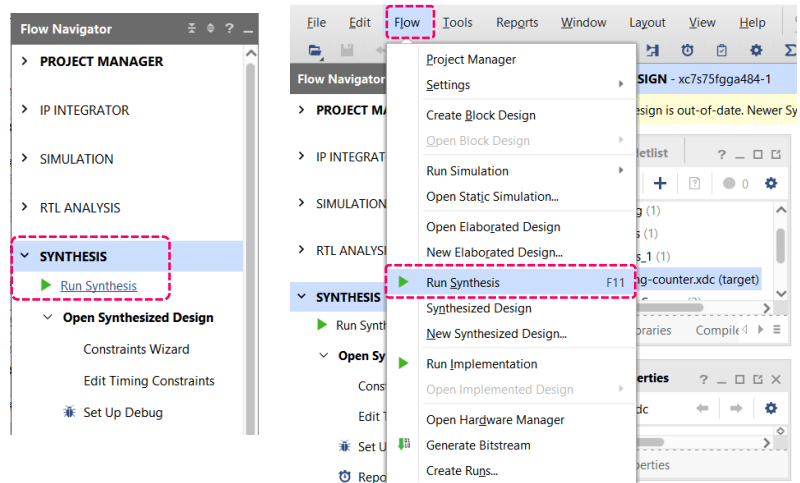 Flow Navigator
PROJECT MANAGER
IP INTEGRATOR
SIMULATION
RTL ANALYSIS
SYNTHESIS
Run Synthesis
Open Synthesized Design
Constraints Wizard
Edit Timing Constraints
Set Up Debug
File Edit Flow Tools Reports Window Layout View Help
Flow Navigator
PROJECT MA
IP INTEGRAT
SIMULATION
RTL ANALYSI
SYNTHESIS
Run Synth
Open Sy
Cons
Edit T
Set U
Repo
Project Manager
Settings
Create Block Design
Open Block Design
Run Simulation
Open Static Simulation...
Open Elaborated Design
New Elaborated Design...
Run Synthesis F11
Synthesized Design
New Synthesized Design...
Run Implementation
Open Implemented Design
Open Hardware Manager
Generate Bitstream
Create Runs...
SIGN - xc7s75fgga484-1
esign is out-of-date. Newer Sy
etlist
0
g (1)
s (1)
s_1 (1)
ng-counter.xdc (target)
braries Compile
erties
dc
perties